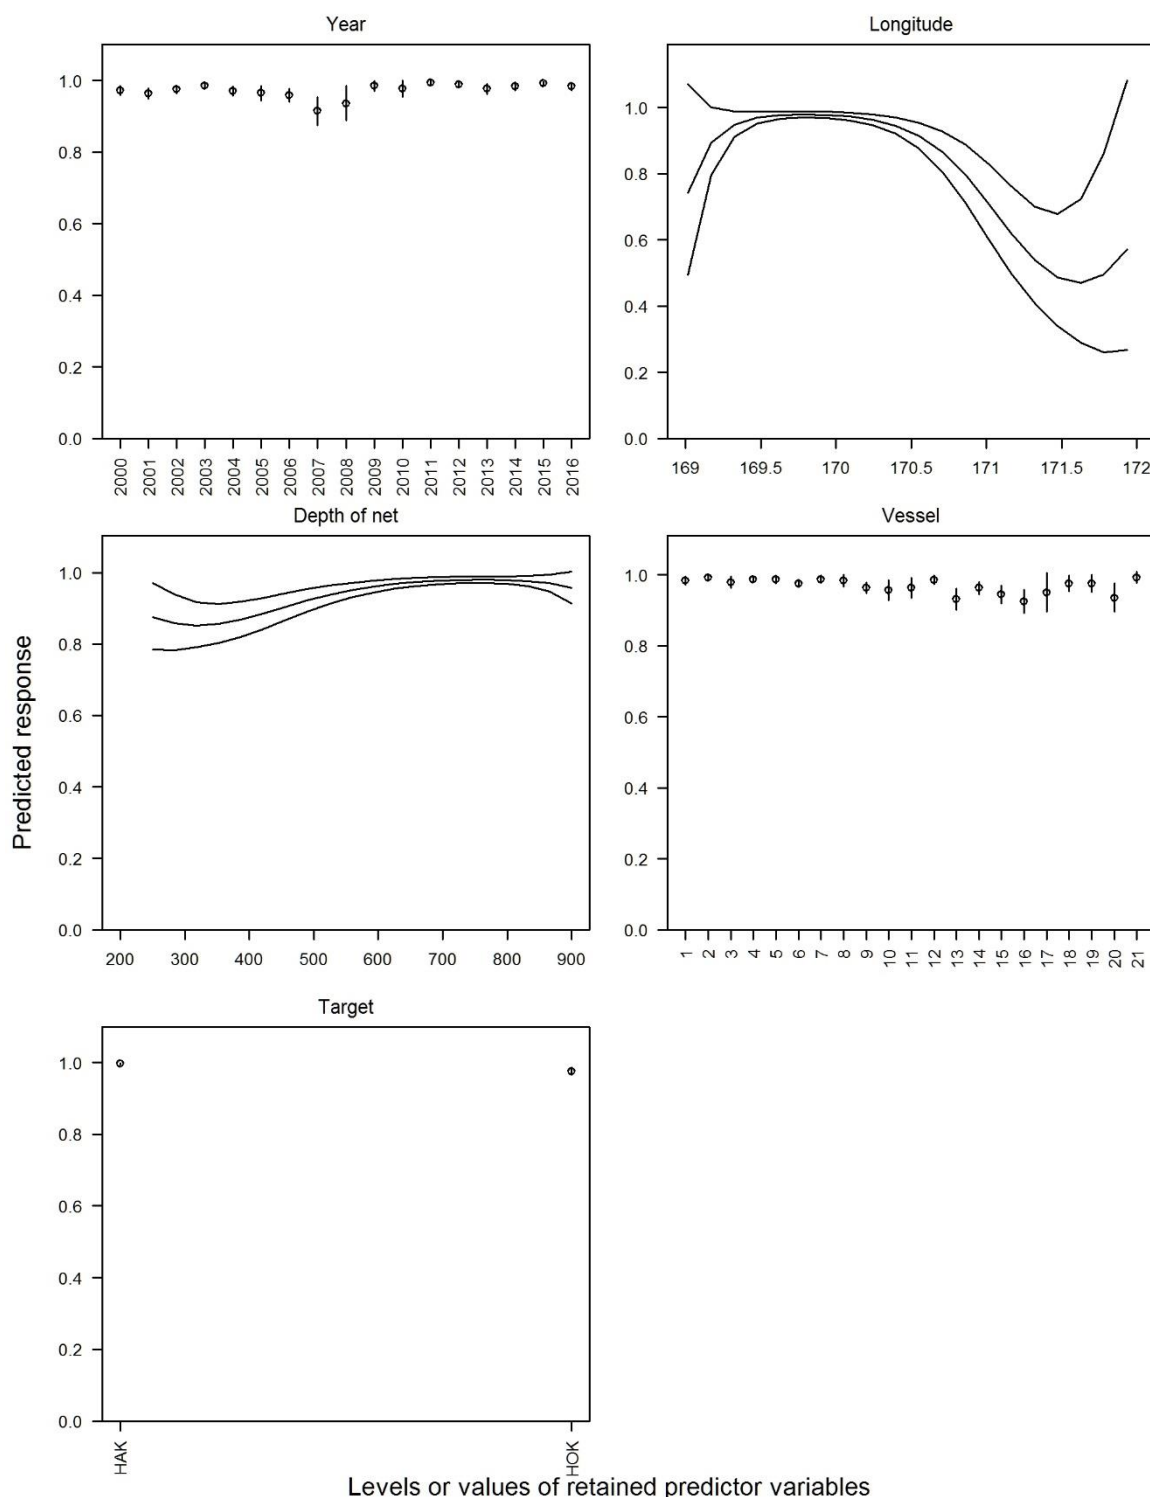 Year
1.0
0.8
0.6
0.4
0.2
0.0
2000 2001 2002 2003 2004 2005 2006 2007 2008 2009 2010 2011 2012 2013 2014 2015 2016
Longitude
1.0
0.8
0.6
0.4
0.2
0.0
169 169.5 170 170.5 171 171.5 172
Depth of net
1.0
0.8
0.6
0.4
0.2
0.0
200 300 400 500 600 700 800 900
Vessel
1.0
0.8
0.6
0.4
0.2
0.0
1 2 3 4 5 6 7 8 9 10 11 12 13 14 15 16 17 18 19 20 21
Target
1.0
0.8
0.6
0.4
0.2
0.0
HAK HOK
Predicted response
Levels or values of retained predictor variables